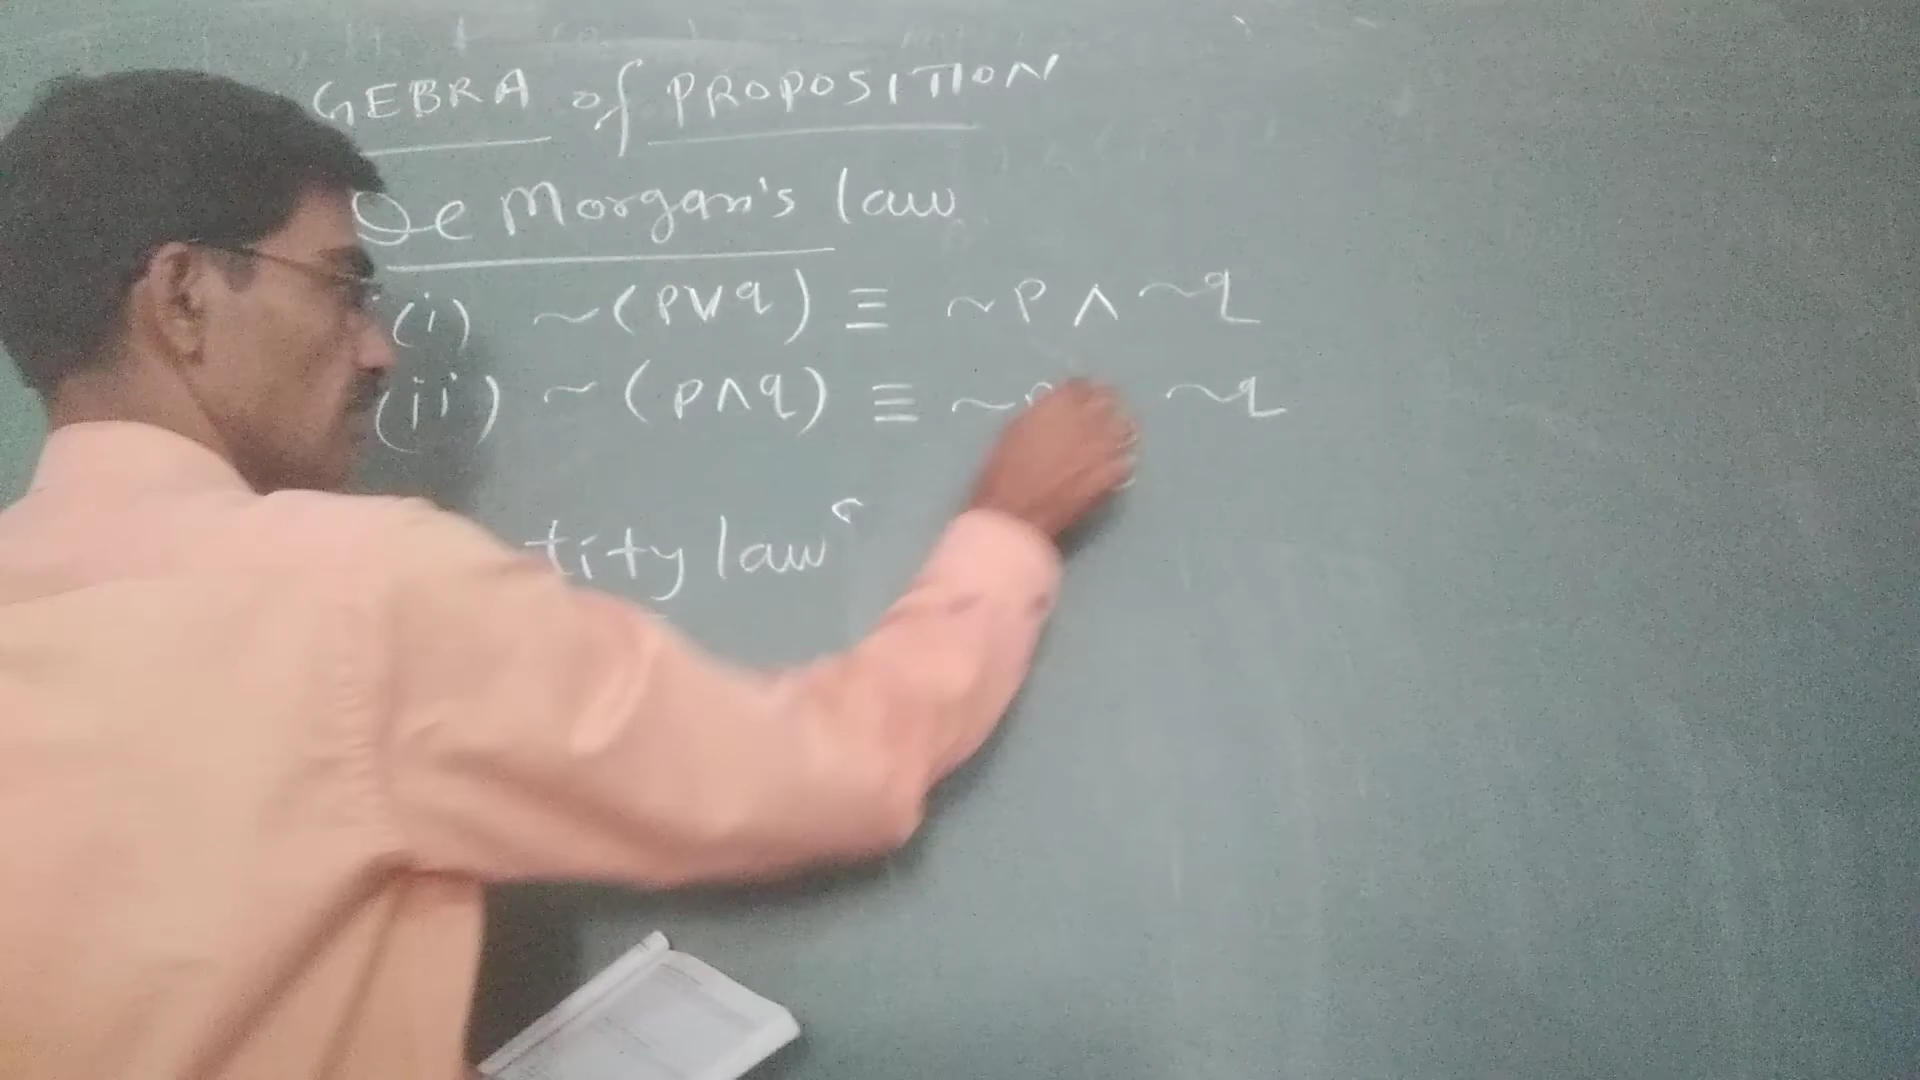 GEBRA of PROPOSITION
De Morgan's law
(i) ~(p∨q) ≡ ~p ∧ ~q
(ii) ~(p∧q) ≡ ~ ~q
tity law